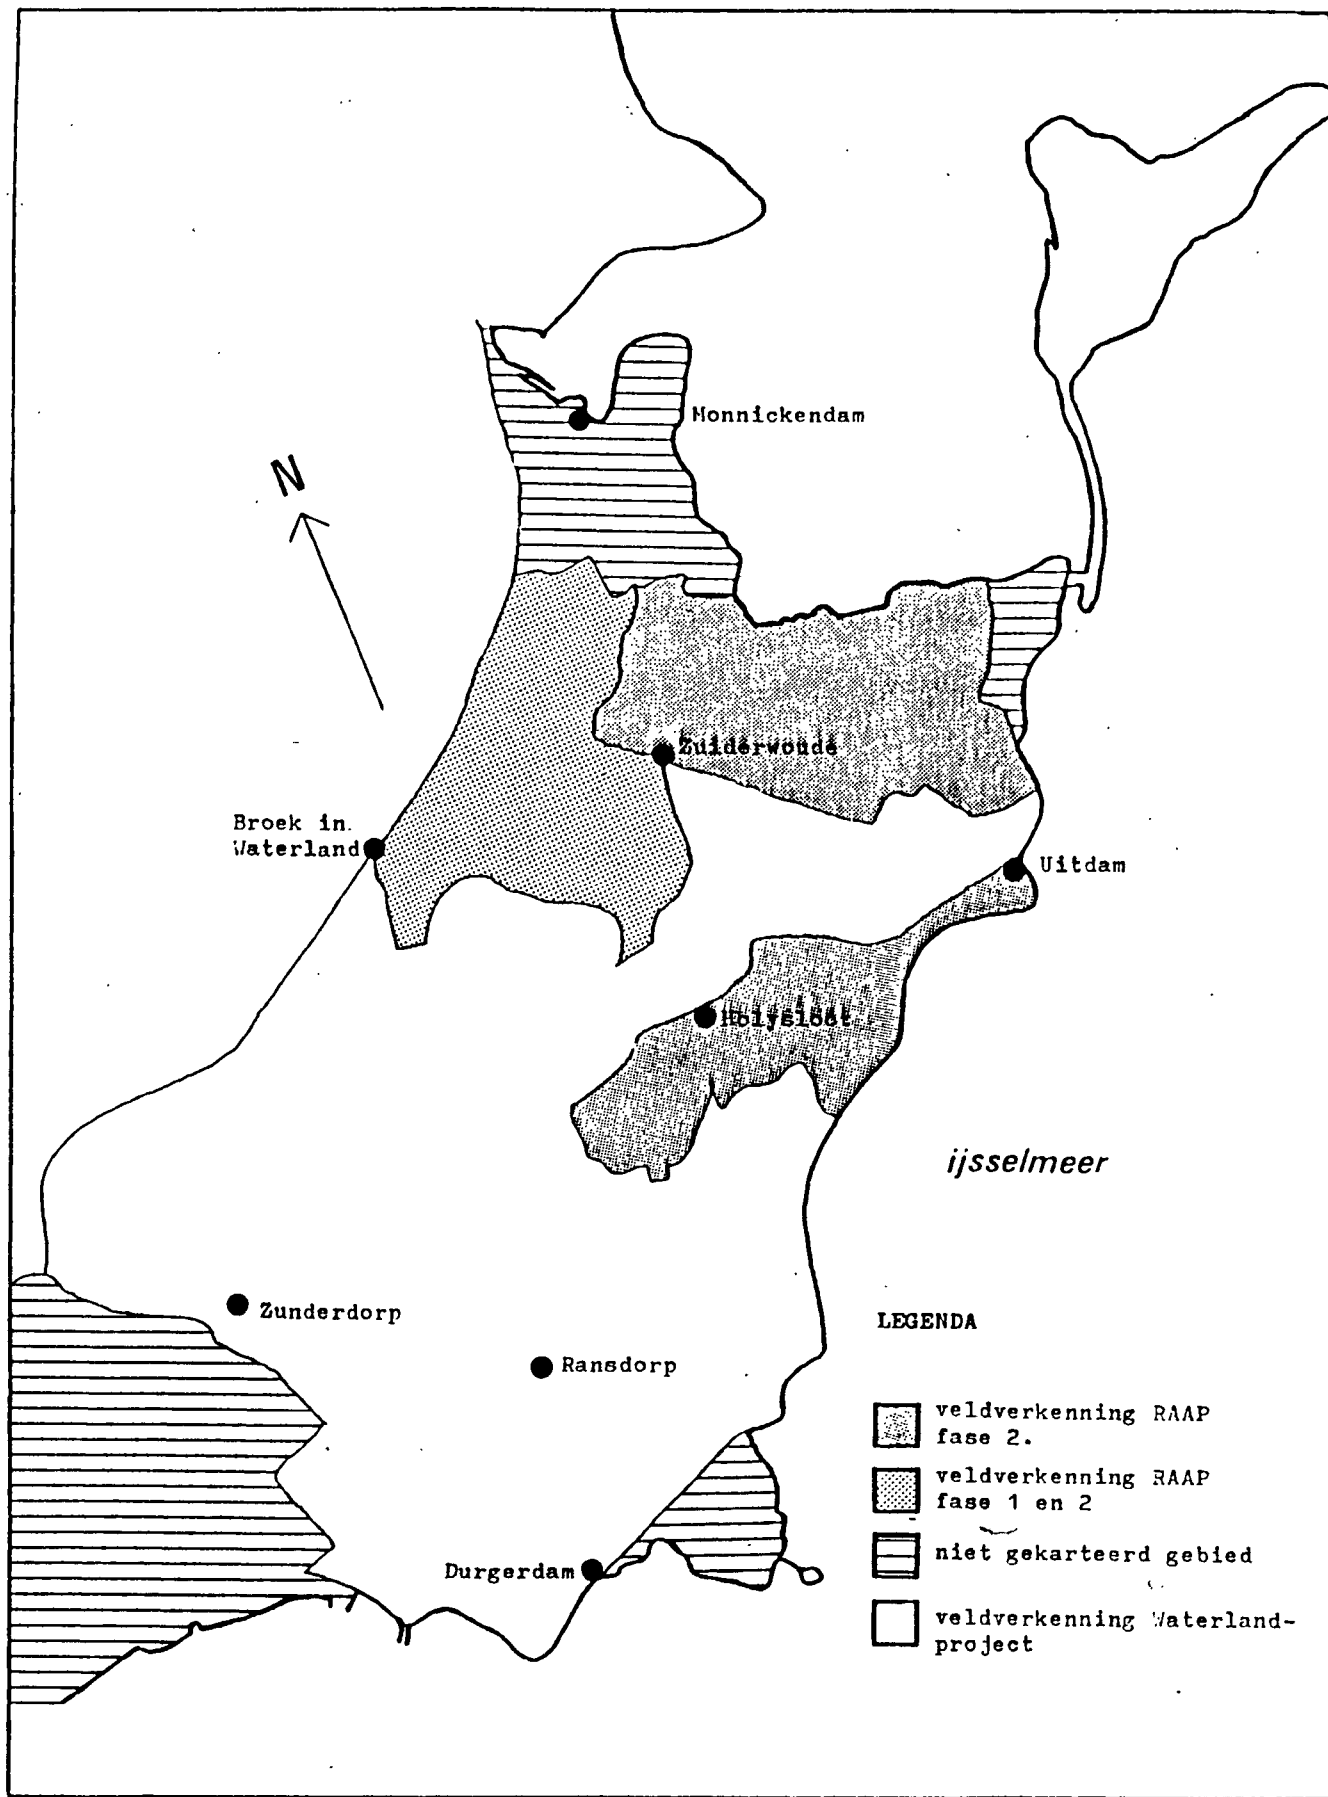 N
Monnickendam
Zuiderwoude
Broek in
Waterland
Uitdam
Holysloot
ijsselmeer
Zunderdorp
Ransdorp
Durgerdam
LEGENDA
veldverkenning RAAP
fase 2.
veldverkenning RAAP
fase 1 en 2
niet gekarteerd gebied
veldverkenning Waterland-
project